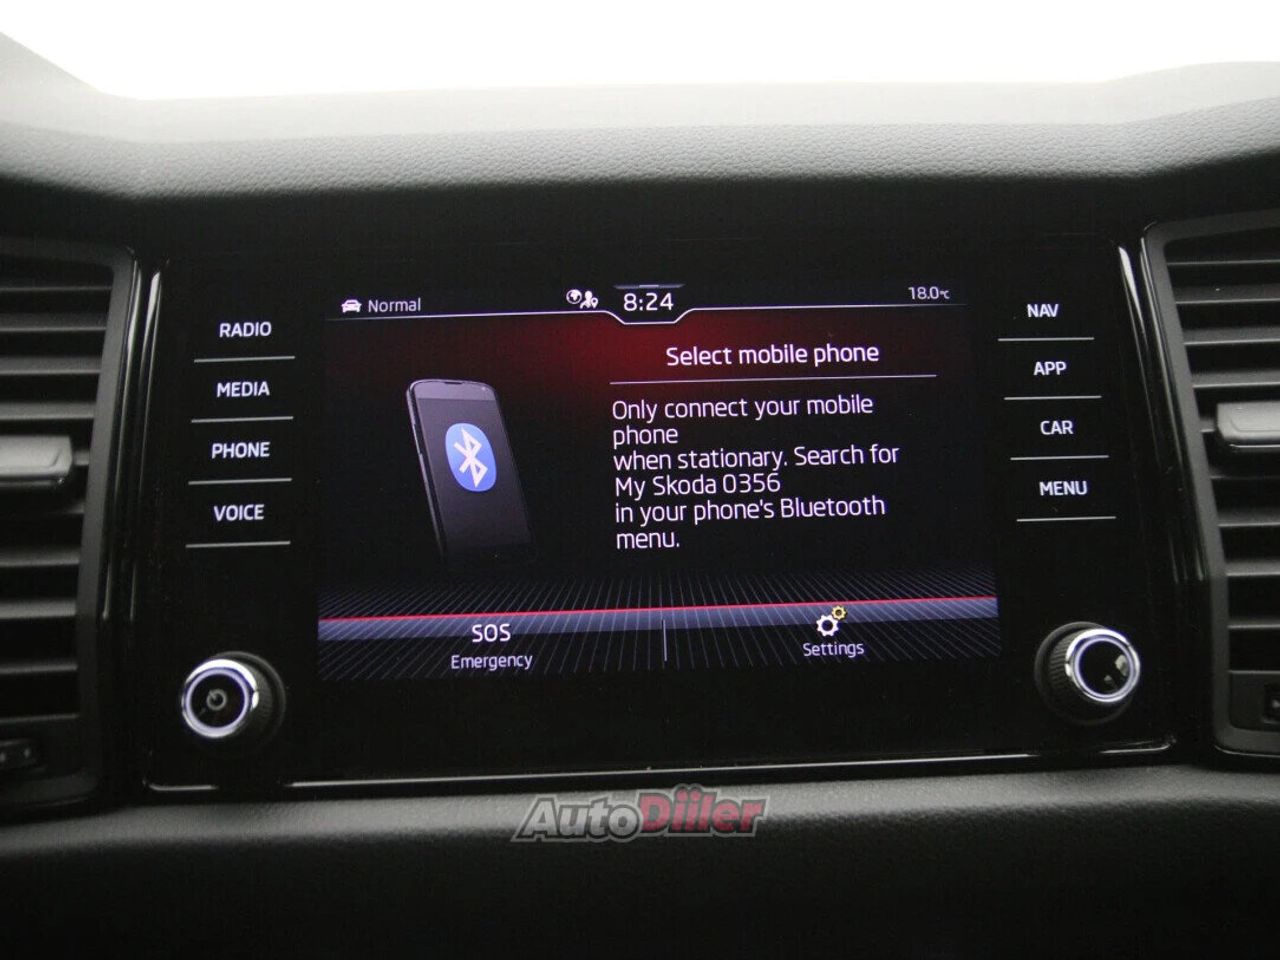 Normal
8:24
18.0°C
RADIO
MEDIA
PHONE
VOICE
Select mobile phone
Only connect your mobile
phone
when stationary. Search for
My Skoda 0356
in your phone's Bluetooth
menu.
NAV
APP
CAR
MENU
SOS
Emergency
Settings
AutoDiiler